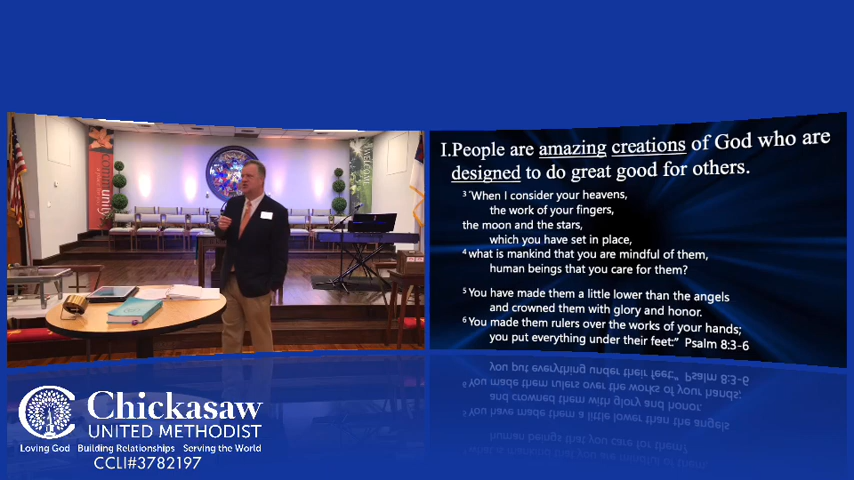 I.People are amazing creations of God who are
designed to do great good for others.
3 "When I consider your heavens,
the work of your fingers,
the moon and the stars,
which you have set in place,
4 what is mankind that you are mindful of them,
human beings that you care for them?
5 You have made them a little lower than the angels
and crowned them with glory and honor.
6 You made them rulers over the works of your hands;
you put everything under their feet:" Psalm 8:3-6
Chickasaw
UNITED METHODIST
Loving God Building Relationships Serving the World
CCLI#3782197